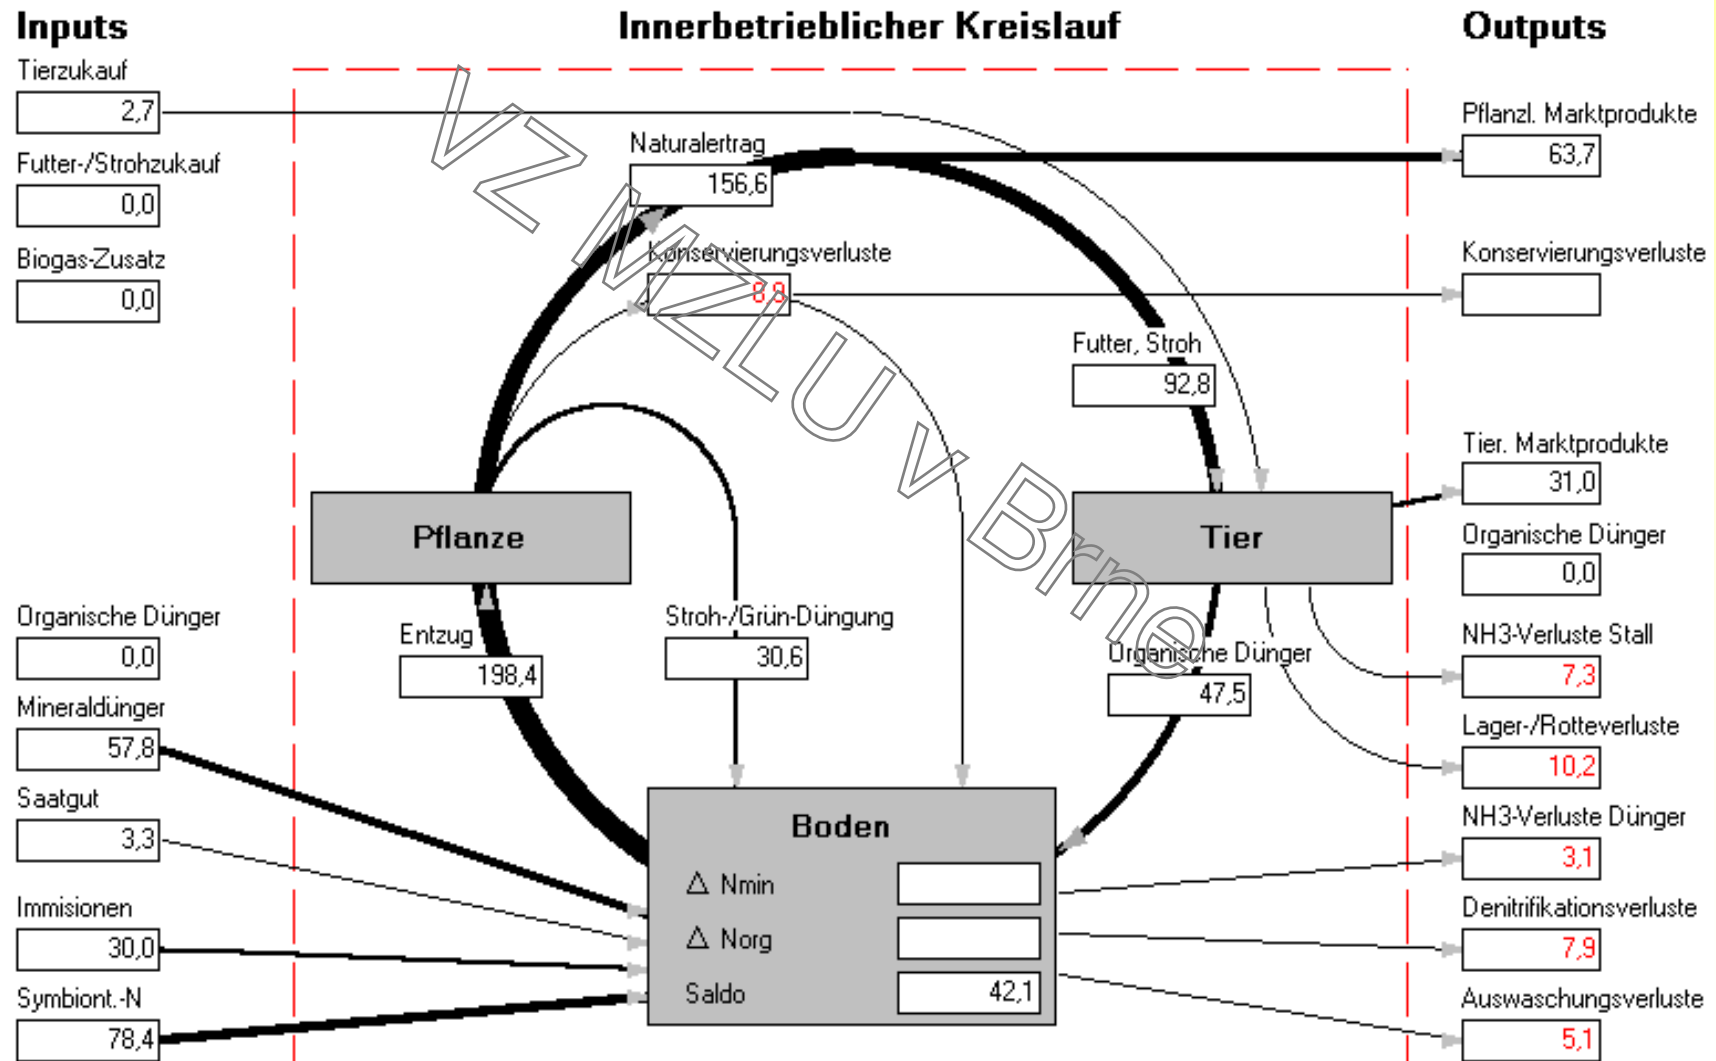 Inputs
Innerbetrieblicher Kreislauf
Outputs
Tierzukauf
2,7
Futter-/Strohzukauf
0,0
Biogas-Zusatz
0,0
Naturalertrag
156,6
Konservierungsverluste
8,9
Futter, Stroh
92,8
Pflanzl. Marktprodukte
63,7
Konservierungsverluste
Tier. Marktprodukte
31,0
Organische Dünger
0,0
Pflanze
Tier
Organische Dünger
0,0
Mineraldünger
57,8
Saatgut
3,3
Immisionen
30,0
Symbiont.-N
78,4
Entzug
198,4
Stroh-/Grün-Düngung
30,6
Organische Dünger
47,5
NH3-Verluste Stall
7,3
Lager-/Rotteverluste
10,2
NH3-Verluste Dünger
3,1
Denitrifikationsverluste
7,9
Auswaschungsverluste
5,1
Boden
Δ Nmin
Δ Norg
Saldo 42,1
VZ MZLU v Brne